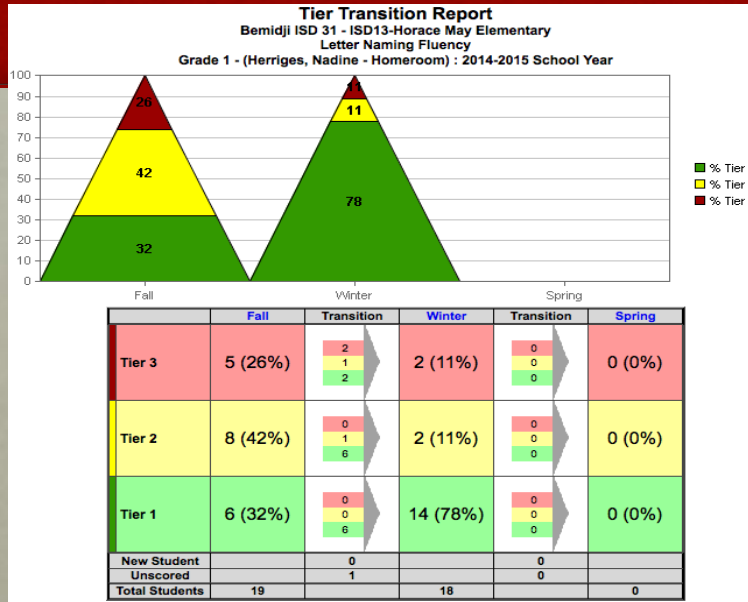 Tier Transition Report
Bemidji ISD 31 - ISD13-Horace May Elementary
Letter Naming Fluency
Grade 1 - (Herriges, Nadine - Homeroom) : 2014-2015 School Year
100
90
80
70
60
50
40
30
20
10
0
26
42
32
11
11
78
Fall Winter Spring
% Tier
% Tier
% Tier
Fall Transition Winter Transition Spring
Tier 3 5 (26%) 2 (11%) 0 (0%)
2 0
1 0
2 0
Tier 2 8 (42%) 2 (11%) 0 (0%)
0 0
1 0
6 0
Tier 1 6 (32%) 14 (78%) 0 (0%)
0 0
0 0
6 0
New Student 0 0
Unscored 1 0
Total Students 19 18 0